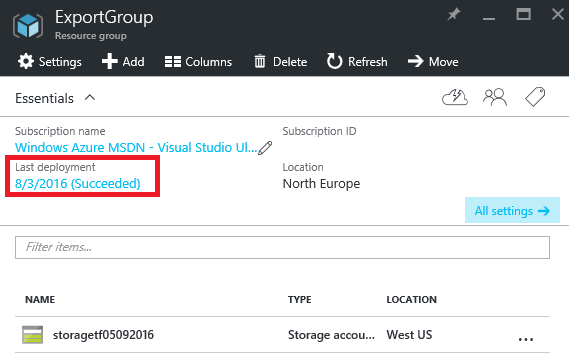 ExportGroup
Resource group
Settings Add Columns Delete Refresh Move
Essentials
Subscription name Subscription ID
Windows Azure MSDN - Visual Studio Ul...
Last deployment Location
8/3/2016 (Succeeded) North Europe
All settings
Filter items...
NAME TYPE LOCATION
storagetf05092016 Storage accou... West US ...